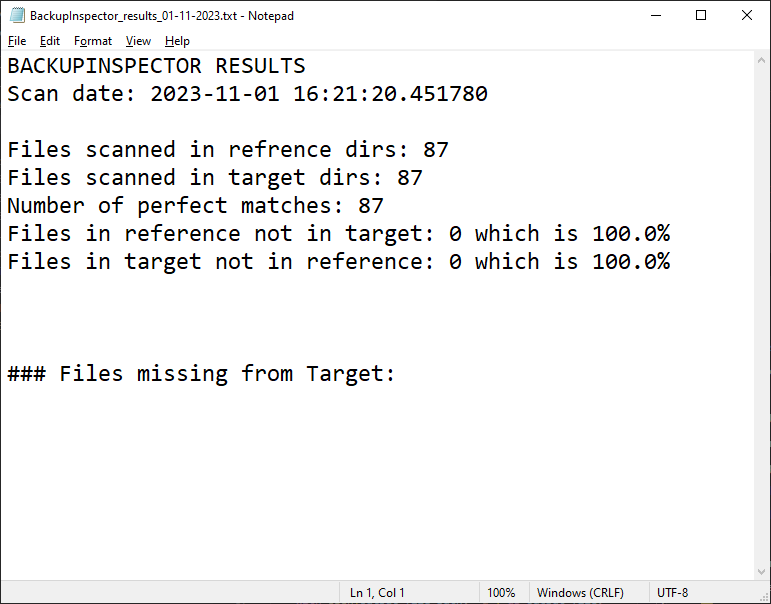 BackupInspector_results_01-11-2023.txt - Notepad
File Edit Format View Help
BACKUPINSPECTOR RESULTS
Scan date: 2023-11-01 16:21:20.451780
Files scanned in refrence dirs: 87
Files scanned in target dirs: 87
Number of perfect matches: 87
Files in reference not in target: 0 which is 100.0%
Files in target not in reference: 0 which is 100.0%
### Files missing from Target:
Ln 1, Col 1 100% Windows (CRLF) UTF-8